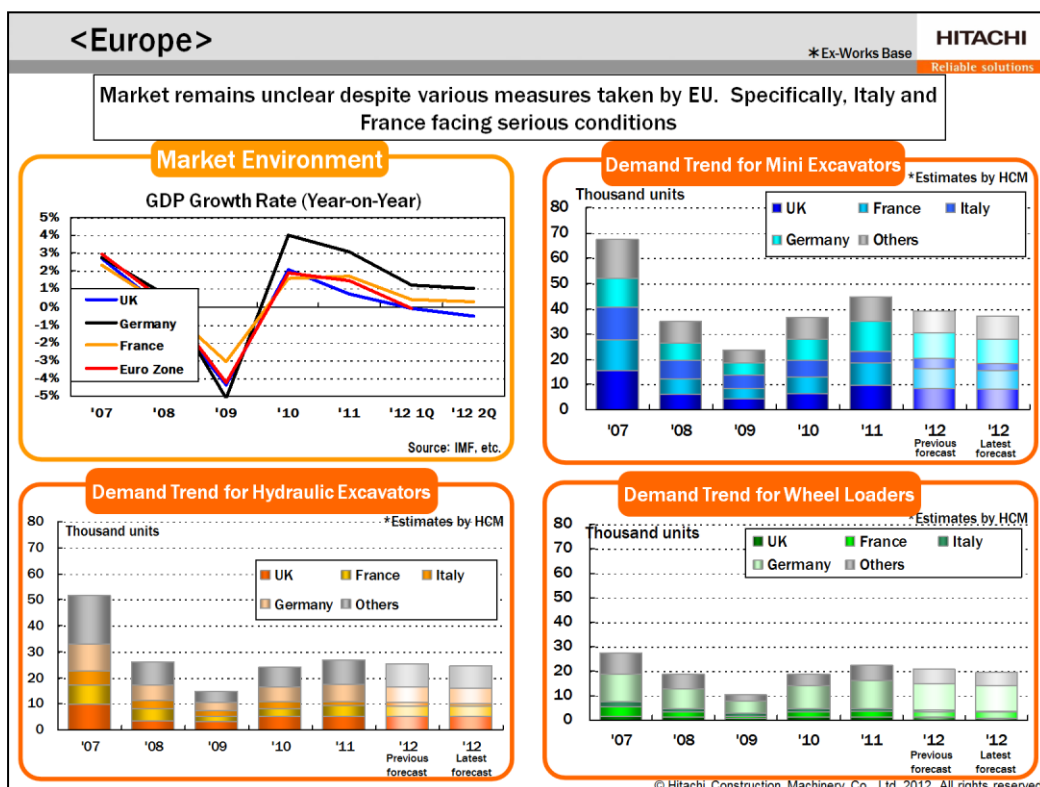 <Europe>
*Ex-Works Base
HITACHI
Reliable solutions
Market remains unclear despite various measures taken by EU. Specifically, Italy and
France facing serious conditions
Market Environment
GDP Growth Rate (Year-on-Year)
5%
4%
3%
2%
1%
0%
-1%
-2%
-3%
-4%
-5%
UK
Germany
France
Euro Zone
'07 '08 '09 '10 '11 '12 1Q '12 2Q
Source: IMF, etc.
Demand Trend for Mini Excavators
*Estimates by HCM
Thousand units
80
70
60
50
40
30
20
10
0
UK France Italy
Germany Others
'07 '08 '09 '10 '11 '12 '12
Previous forecast Latest forecast
Demand Trend for Hydraulic Excavators
*Estimates by HCM
Thousand units
80
70
60
50
40
30
20
10
0
UK France Italy
Germany Others
'07 '08 '09 '10 '11 '12 '12
Previous forecast Latest forecast
Demand Trend for Wheel Loaders
*Estimates by HCM
Thousand units
80
70
60
50
40
30
20
10
0
UK France Italy
Germany Others
'07 '08 '09 '10 '11 '12 '12
Previous forecast Latest forecast
© Hitachi Construction Machinery Co., Ltd. 2012. All rights reserved